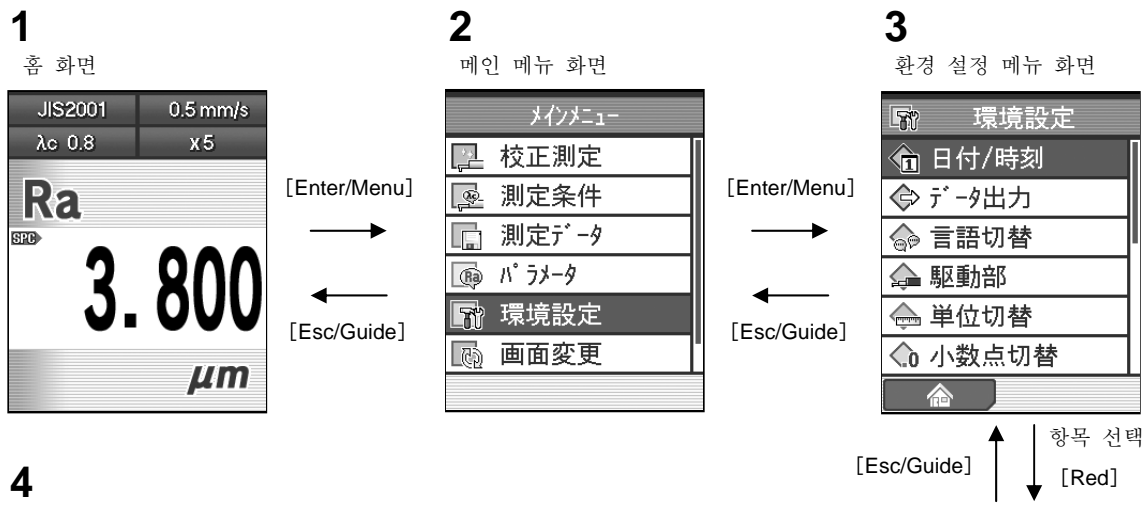 1
홈 화면
JIS2001 0.5mm/s
λc 0.8 x5
Ra
SPC
3.800
μm
[Enter/Menu]
[Esc/Guide]
2
메인 메뉴 화면
ﾒｲﾝﾒﾆｭｰ
校正測定
測定条件
測定ﾃﾞｰﾀ
Ra ﾊﾟﾗﾒｰﾀ
環境設定
画面変更
[Enter/Menu]
[Esc/Guide]
3
환경 설정 메뉴 화면
環境設定
1 日付/時刻
ﾃﾞｰﾀ出力
言語切替
駆動部
単位切替
.0 小数点切替
[Esc/Guide]
항목 선택
[Red]
4